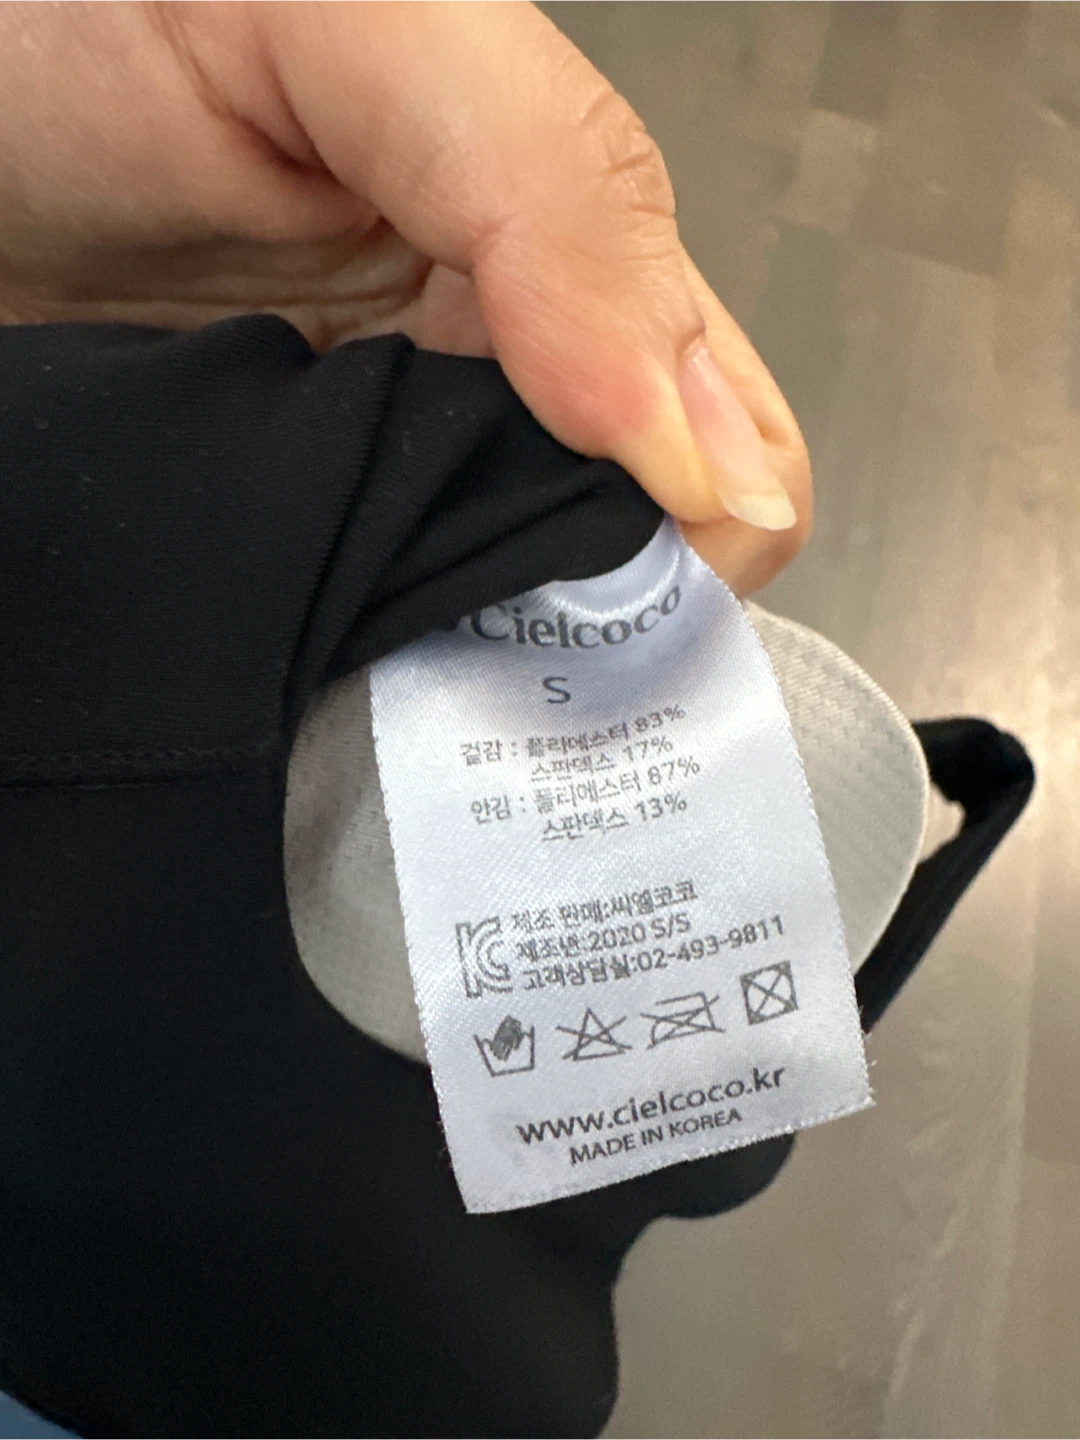 Cielcoco
S
겉감 : 폴리에스터 83%
스판덱스 17%
안감 : 폴리에스터 87%
스판덱스 13%
제조 판매:씨엘코코
제조년:2020 S/S
고객상담실:02-493-9811
www.cielcoco.kr
MADE IN KOREA